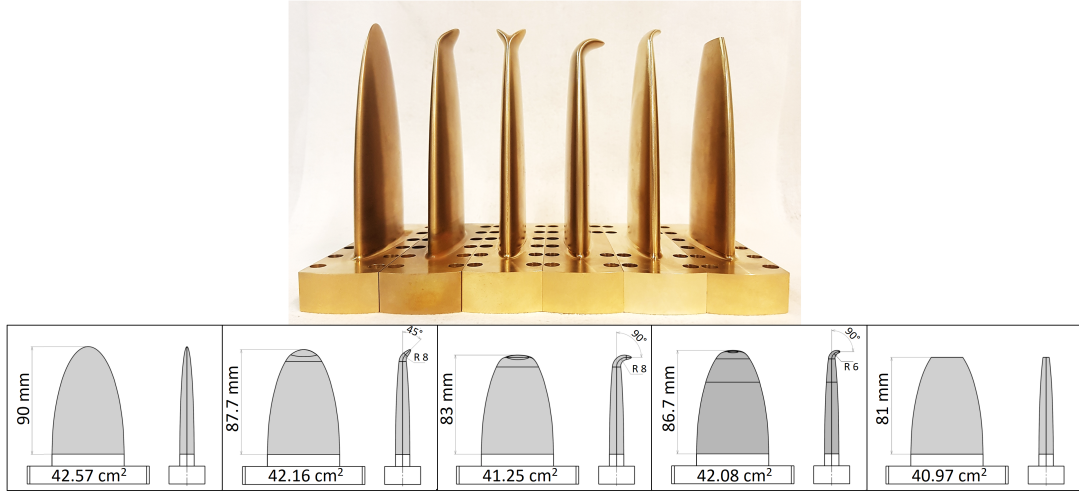 90 mm
42.57 cm²
87.7 mm
45°
R 8
42.16 cm²
83 mm
90°
R 8
41.25 cm²
86.7 mm
90°
R 6
42.08 cm²
81 mm
40.97 cm²